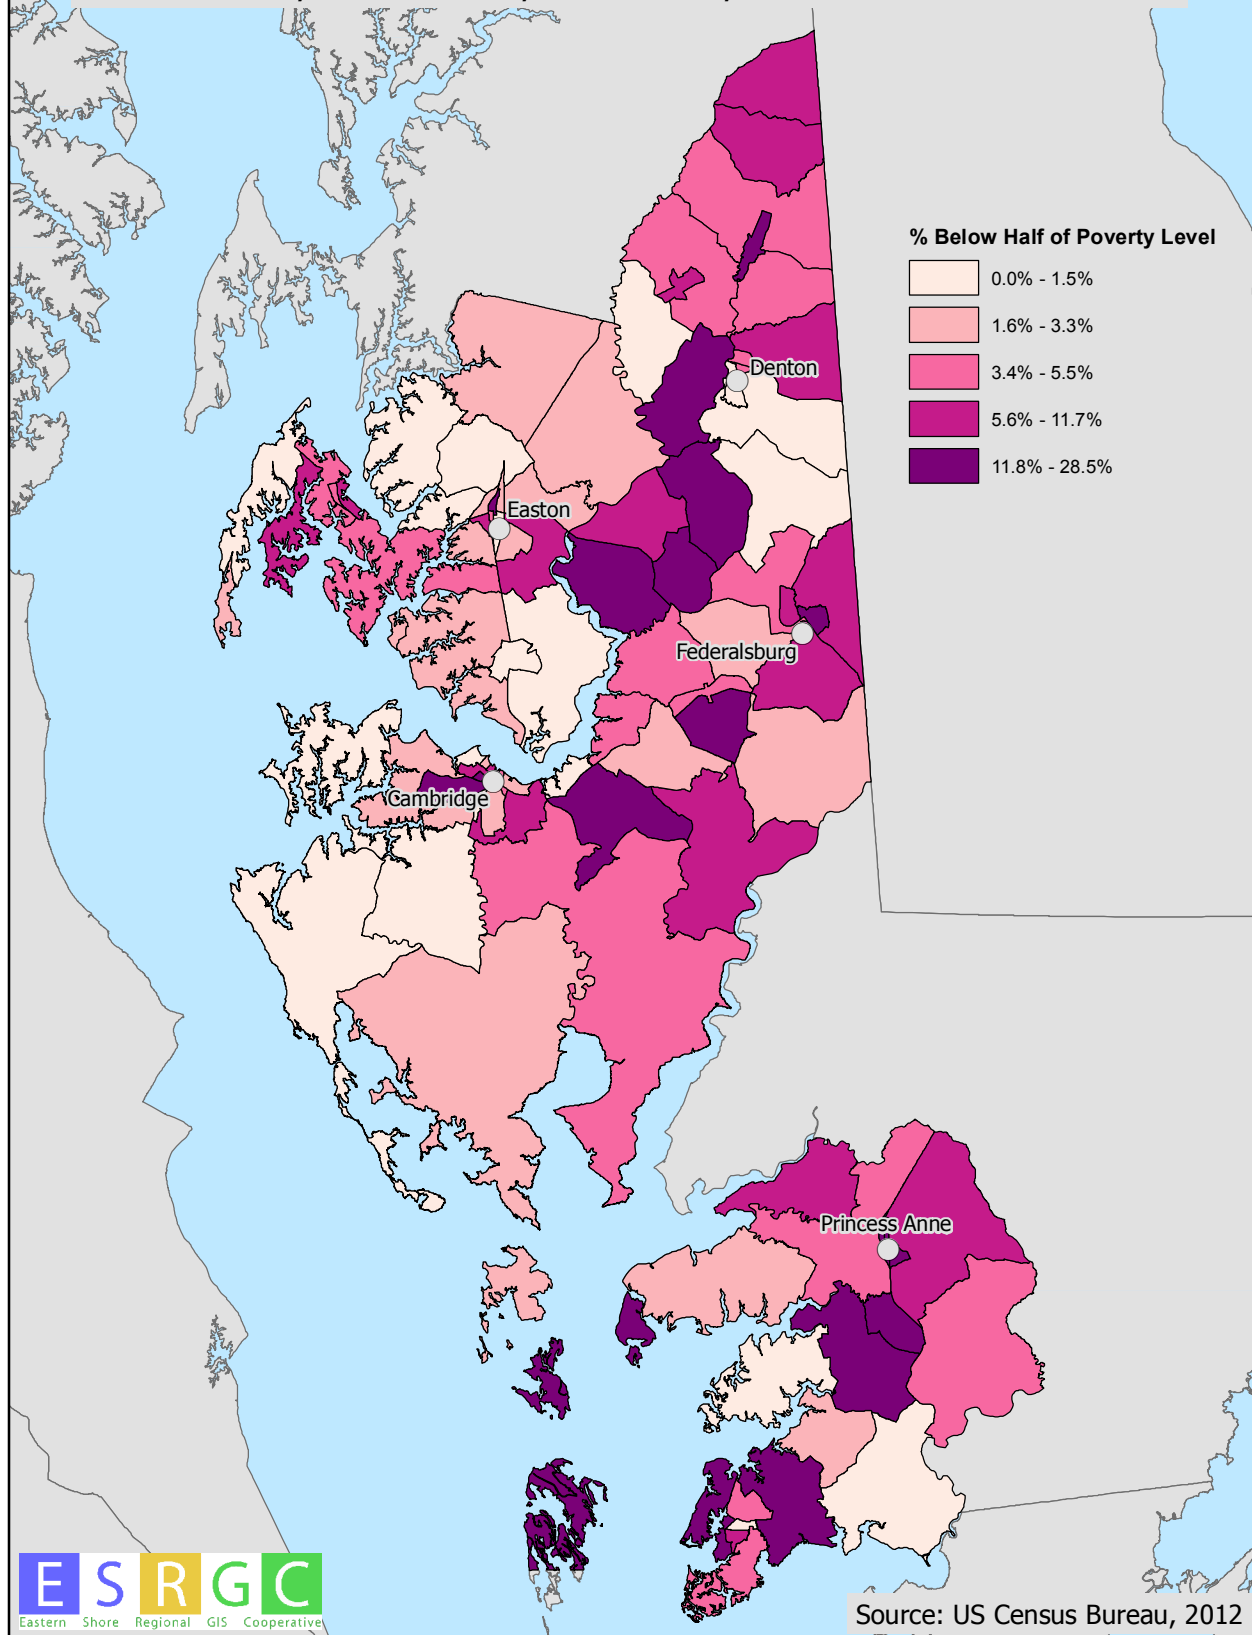 % Below Half of Poverty Level
0.0% - 1.5%
1.6% - 3.3%
3.4% - 5.5%
5.6% - 11.7%
11.8% - 28.5%
Denton
Easton
Federalsburg
Cambridge
Princess Anne
E S R G C
Eastern Shore Regional GIS Cooperative
Source: US Census Bureau, 2012